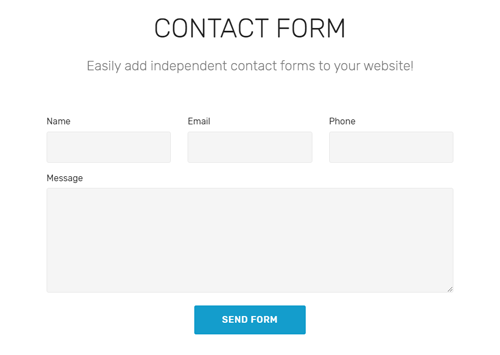 CONTACT FORM
Easily add independent contact forms to your website!
Name Email Phone
Message
SEND FORM